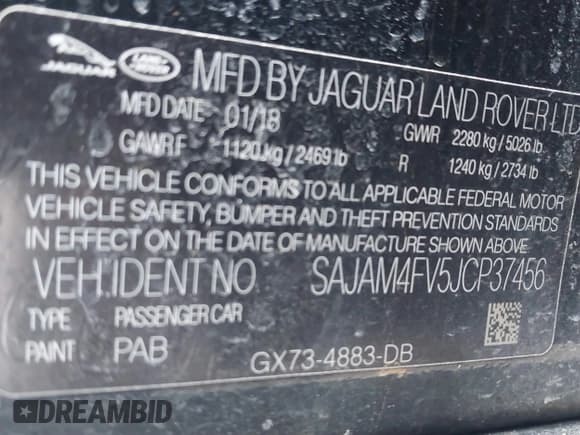 JAGUAR LAND ROVER MFD BY JAGUAR LAND ROVER LTD
MFD DATE 01/18 GVWR 2280 kg / 5026 lb
GAWR F 1120 kg / 2469 lb R 1240 kg / 2734 lb
THIS VEHICLE CONFORMS TO ALL APPLICABLE FEDERAL MOTOR
VEHICLE SAFETY, BUMPER AND THEFT PREVENTION STANDARDS
IN EFFECT ON THE DATE OF MANUFACTURE SHOWN ABOVE
VEH.IDENT NO SAJAM4FV5JCP37456
TYPE PASSENGER CAR
PAINT PAB GX73-4883-DB
DREAMBID